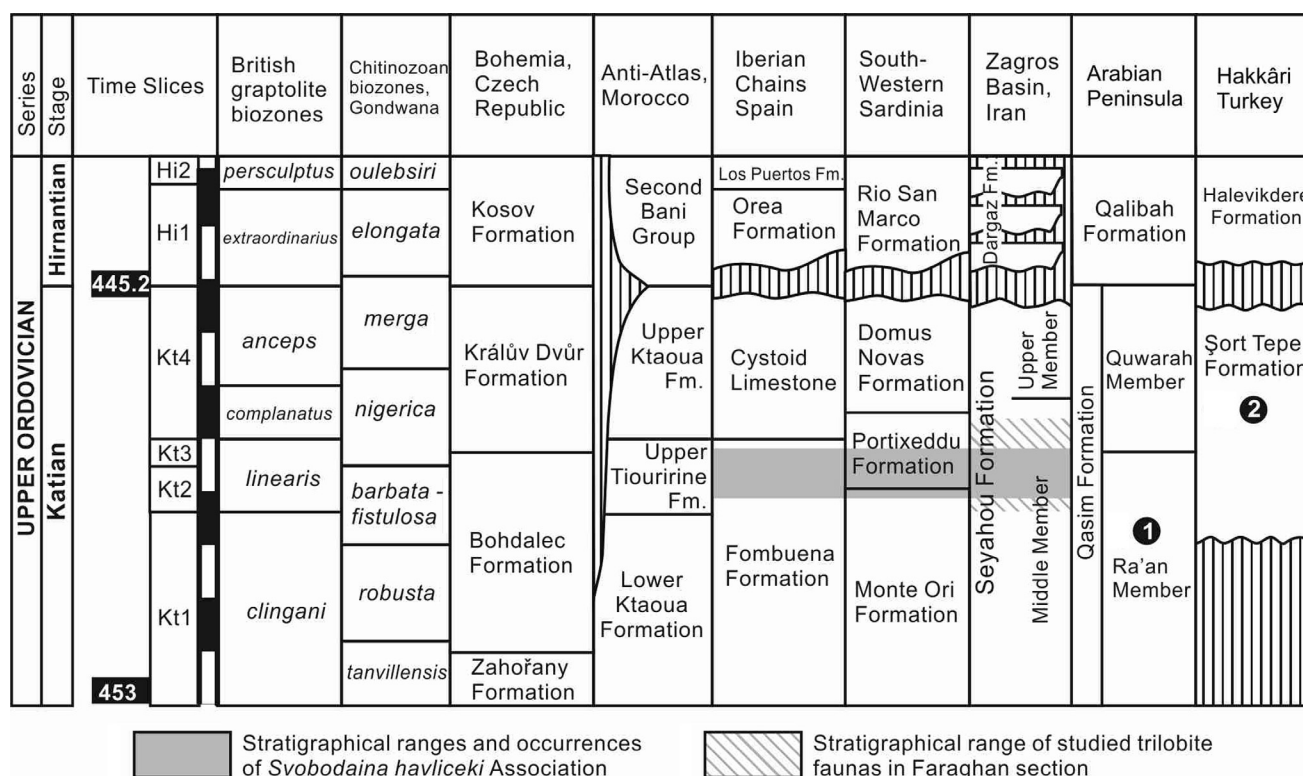 Series
Stage
Time Slices
British
graptolite
biozones
Chitinozoan
biozones,
Gondwana
Bohemia,
Czech
Republic
Anti-Atlas,
Morocco
Iberian
Chains
Spain
South-
Western
Sardinia
Zagros
Basin,
Iran
Arabian
Peninsula
Hakkâri
Turkey
UPPER ORDOVICIAN
Hirnantian
Katian
445.2
453
Hi2
Hi1
Kt4
Kt3
Kt2
Kt1
persculptus
extraordinarius
anceps
complanatus
linearis
clingani
oulebsiri
elongata
merga
nigerica
barbata -
fistulosa
robusta
tanvillensis
Kosov
Formation
Králův Dvůr
Formation
Bohdalec
Formation
Zahořany
Formation
Second
Bani
Group
Upper
Ktaoua
Fm.
Upper
Tiouririne
Fm.
Lower
Ktaoua
Formation
Los Puertos Fm.
Orea
Formation
Cystoid
Limestone
Fombuena
Formation
Rio San
Marco
Formation
Domus
Novas
Formation
Portixeddu
Formation
Monte Ori
Formation
Dargaz Fm.
Seyahou Formation
Upper
Member
Middle Member
Qalibah
Formation
Qasim Formation
Quwarah
Member
1
Ra'an
Member
Halevikdere
Formation
Şort Tepe
Formation
2
Stratigraphical ranges and occurrences
of Svobodaina havliceki Association
Stratigraphical range of studied trilobite
faunas in Faraghan section